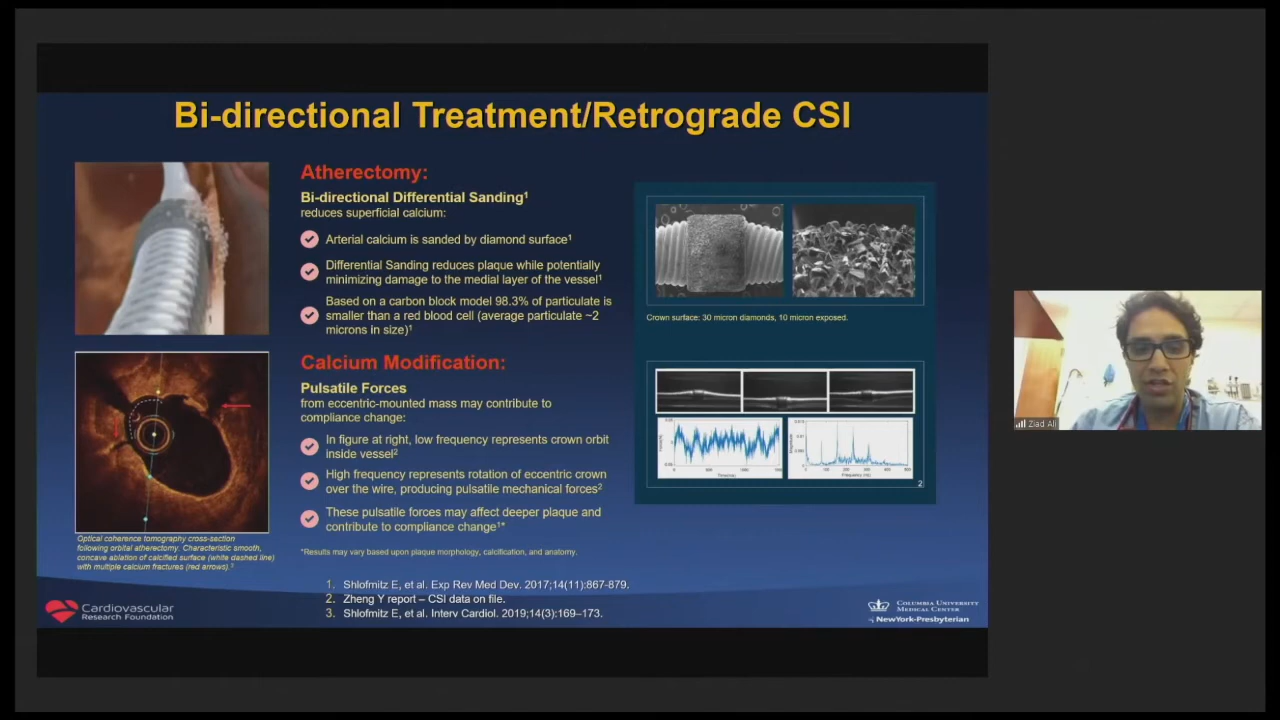 Bi-directional Treatment/Retrograde CSI
Atherectomy:
Bi-directional Differential Sanding¹
reduces superficial calcium:
Arterial calcium is sanded by diamond surface¹
Differential Sanding reduces plaque while potentially
minimizing damage to the medial layer of the vessel¹
Based on a carbon block model 98.3% of particulate is
smaller than a red blood cell (average particulate ~2
microns in size)¹
Calcium Modification:
Pulsatile Forces
from eccentric-mounted mass may contribute to
compliance change:
In figure at right, low frequency represents crown orbit
inside vessel²
High frequency represents rotation of eccentric crown
over the wire, producing pulsatile mechanical forces²
These pulsatile forces may affect deeper plaque and
contribute to compliance change¹*
*Results may vary based upon plaque morphology, calcification, and anatomy.
Optical coherence tomography cross-section
following orbital atherectomy. Characteristic smooth,
concave ablation of calcified surface (white dashed line)
with multiple calcium fractures (red arrows).³
Crown surface: 30 micron diamonds, 10 micron exposed.
Time(ms)
Magnitude
Frequency (Hz)
2
1. Shlofmitz E, et al. Exp Rev Med Dev. 2017;14(11):867-879.
2. Zheng Y report – CSI data on file.
3. Shlofmitz E, et al. Interv Cardiol. 2019;14(3):169–173.
Cardiovascular
Research Foundation
COLUMBIA UNIVERSITY
MEDICAL CENTER
NewYork-Presbyterian
Ziad Ali